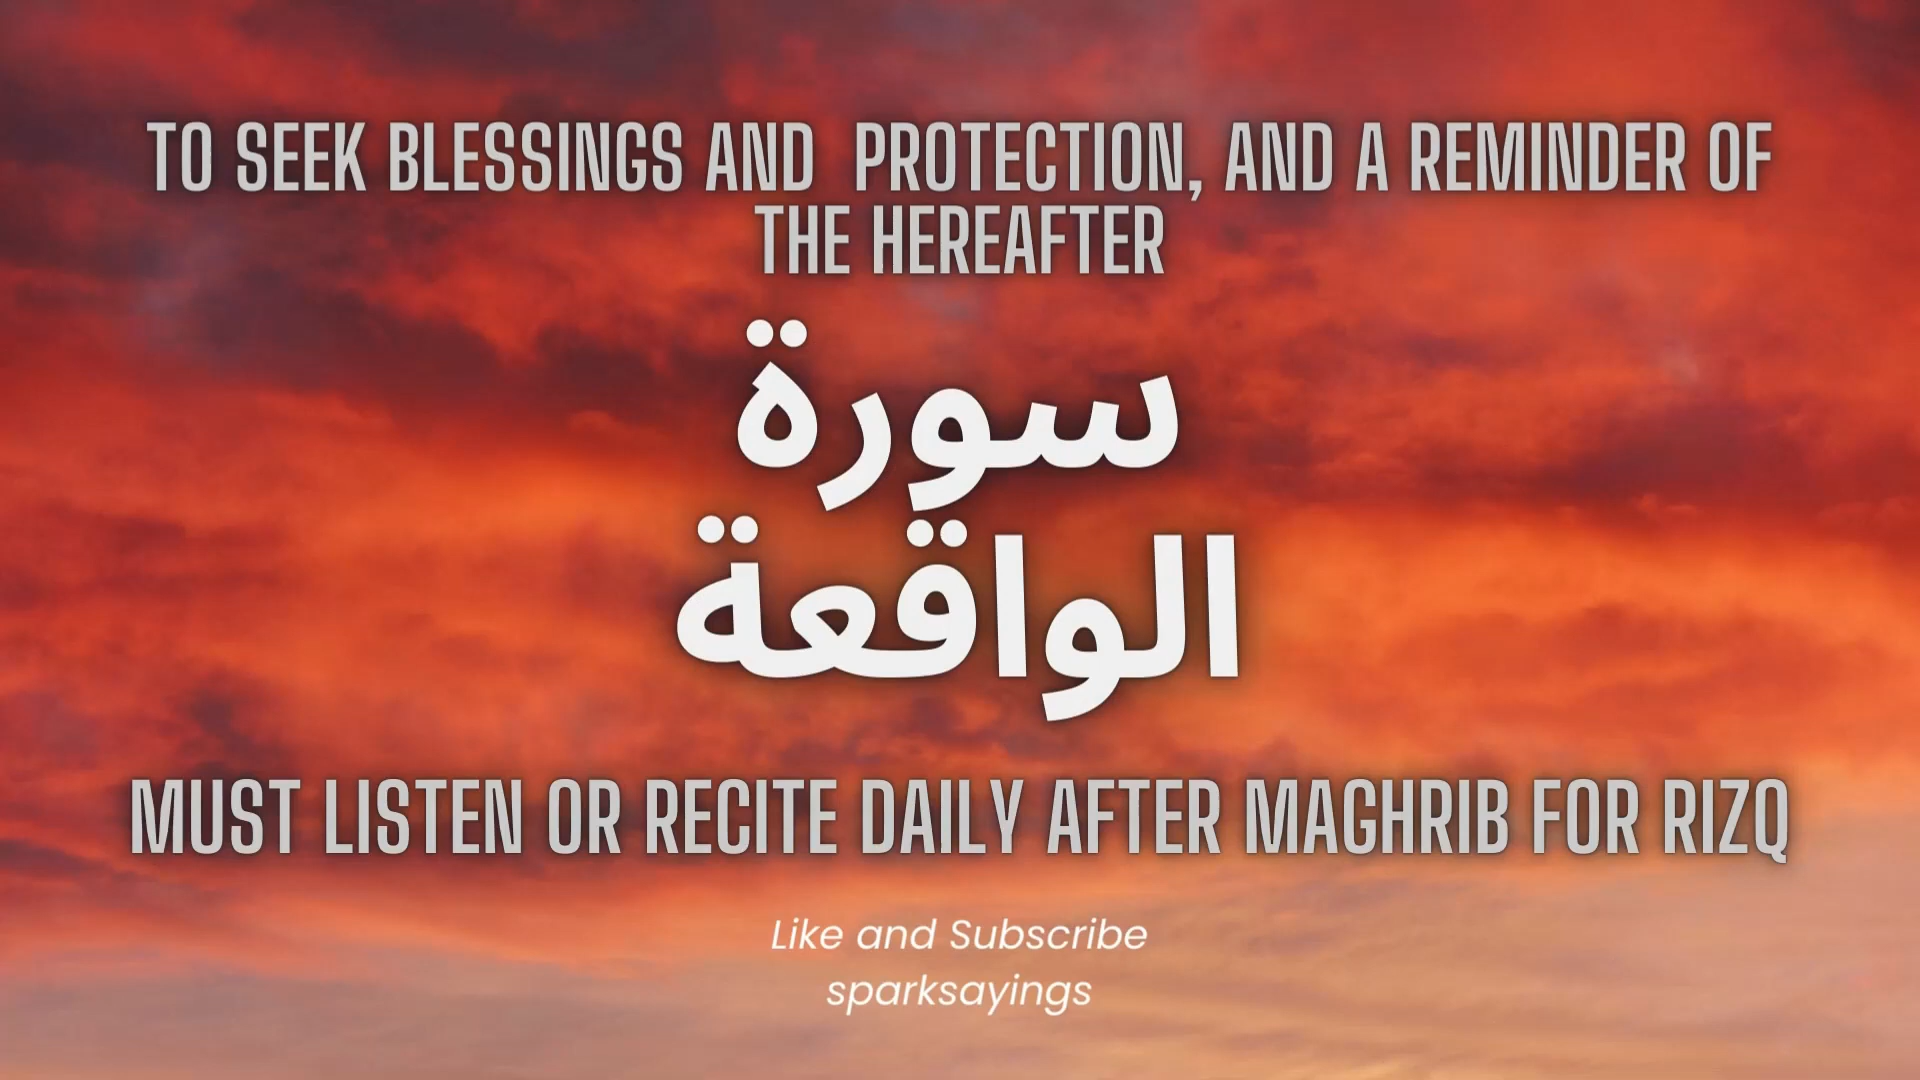 TO SEEK BLESSINGS AND PROTECTION, AND A REMINDER OF
THE HEREAFTER
سورة
الواقعة
MUST LISTEN OR RECITE DAILY AFTER MAGHRIB FOR RIZQ
Like and Subscribe
sparksayings